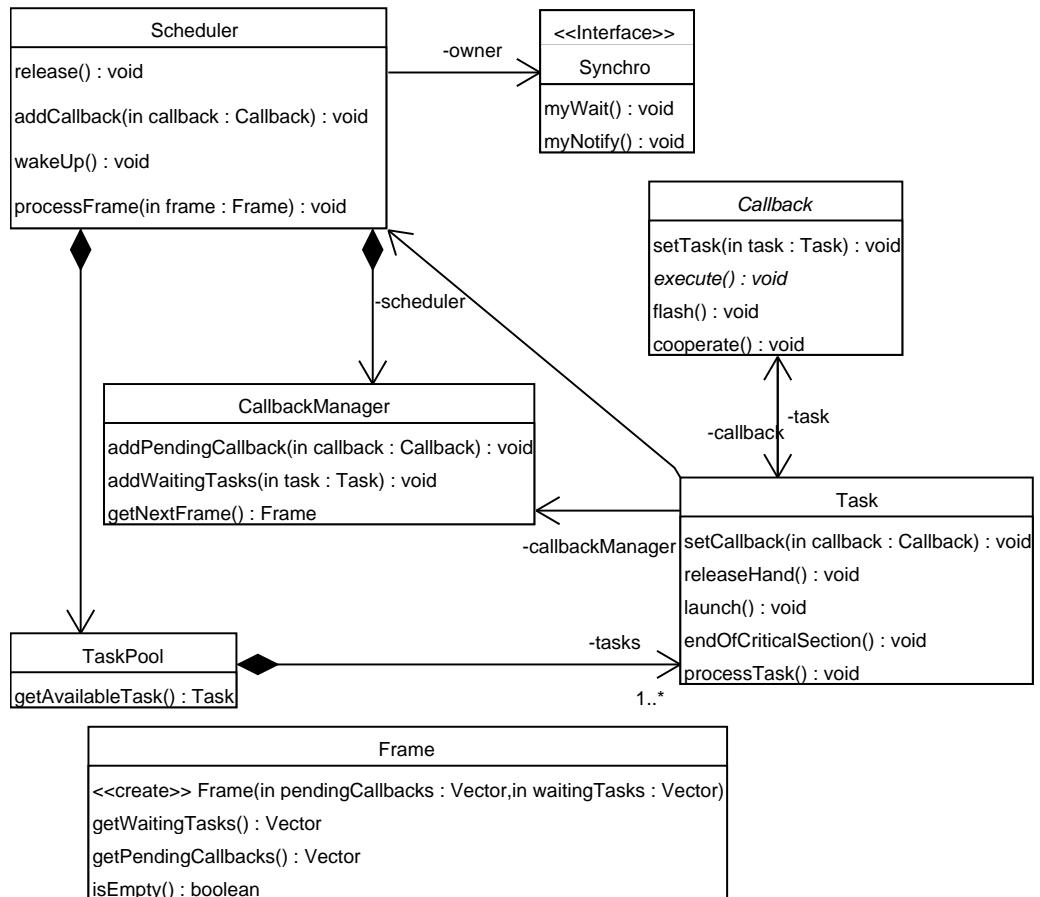 Scheduler
release() : void
addCallback(in callback : Callback) : void
wakeUp() : void
processFrame(in frame : Frame) : void
-owner
<<Interface>>
Synchro
myWait() : void
myNotify() : void
Callback
setTask(in task : Task) : void
execute() : void
flash() : void
cooperate() : void
-scheduler
CallbackManager
addPendingCallback(in callback : Callback) : void
addWaitingTasks(in task : Task) : void
getNextFrame() : Frame
-task
-callback
-callbackManager
Task
setCallback(in callback : Callback) : void
releaseHand() : void
launch() : void
endOfCriticalSection() : void
processTask() : void
TaskPool
getAvailableTask() : Task
-tasks
1..*
Frame
<<create>> Frame(in pendingCallbacks : Vector,in waitingTasks : Vector)
getWaitingTasks() : Vector
getPendingCallbacks() : Vector
isEmpty() : boolean